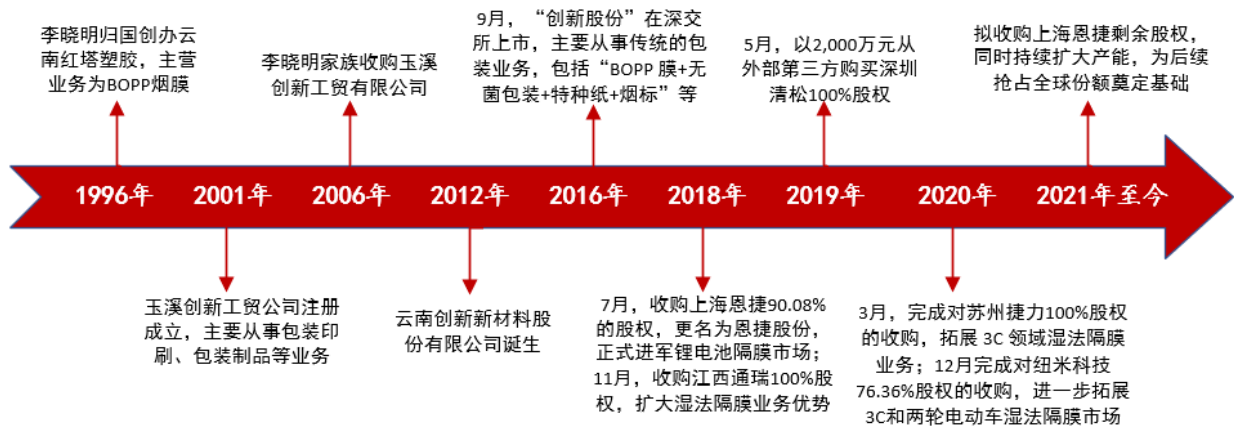 李晓明归国创办云
南红塔塑胶，主营
业务为BOPP烟膜
李晓明家族收购玉溪
创新工贸有限公司
9月，“创新股份”在深交
所上市，主要从事传统的包
装业务，包括“BOPP 膜+无
菌包装+特种纸+烟标”等
5月，以2,000万元从
外部第三方购买深圳
清松100%股权
拟收购上海恩捷剩余股权，
同时持续扩大产能，为后续
抢占全球份额奠定基础
1996年 2001年 2006年 2012年 2016年 2018年 2019年 2020年 2021年至今
玉溪创新工贸公司注册
成立，主要从事包装印
刷、包装制品等业务
云南创新新材料股
份有限公司诞生
7月，收购上海恩捷90.08%
的股权，更名为恩捷股份，
正式进军锂电池隔膜市场；
11月，收购江西通瑞100%股
权，扩大湿法隔膜业务优势
3月，完成对苏州捷力100%股权
的收购，拓展 3C 领域湿法隔膜
业务；12月完成对纽米科技
76.36%股权的收购，进一步拓展
3C和两轮电动车湿法隔膜市场